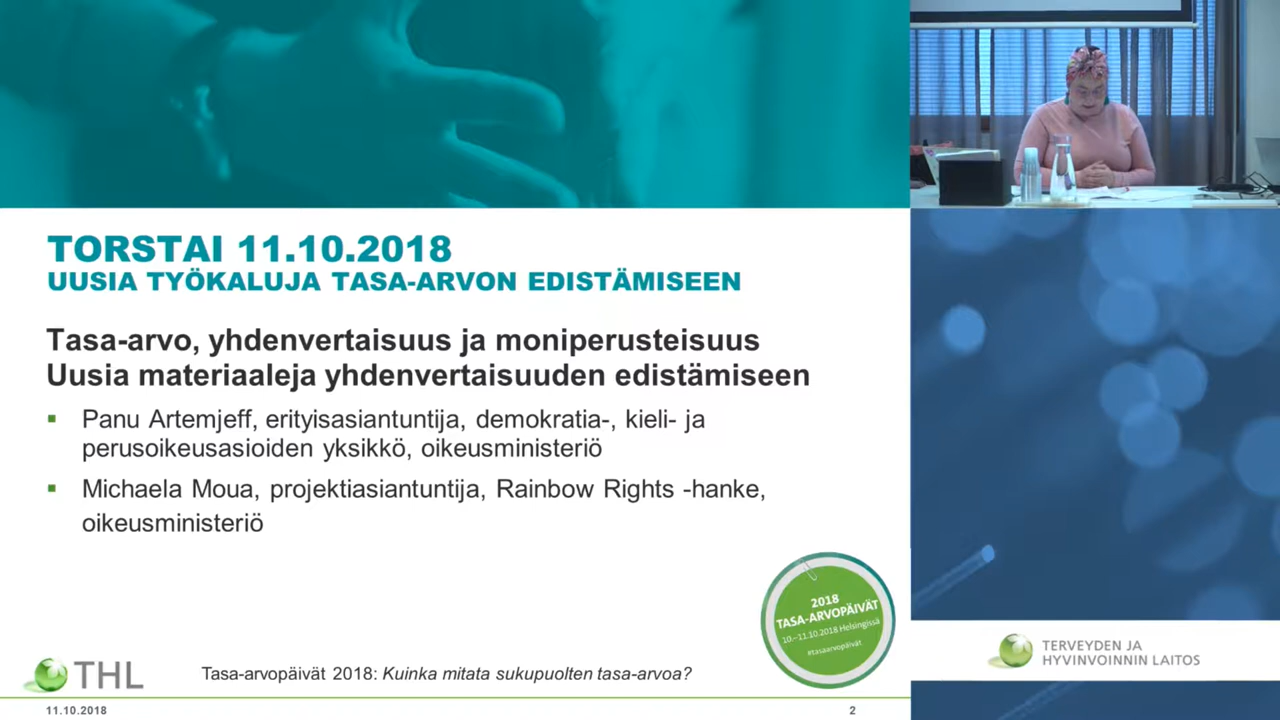 TORSTAI 11.10.2018
UUSIA TYÖKALUJA TASA-ARVON EDISTÄMISEEN
Tasa-arvo, yhdenvertaisuus ja moniperusteisuus
Uusia materiaaleja yhdenvertaisuuden edistämiseen
▪ Panu Artemjeff, erityisasiantuntija, demokratia-, kieli- ja
perusoikeusasioiden yksikkö, oikeusministeriö
▪ Michaela Moua, projektiasiantuntija, Rainbow Rights -hanke,
oikeusministeriö
2018
TASA-ARVOPÄIVÄT
10.–11.10.2018 Helsingissä
#tasaarvopäivät
THL
Tasa-arvopäivät 2018: Kuinka mitata sukupuolten tasa-arvoa?
11.10.2018
2
TERVEYDEN JA
HYVINVOINNIN LAITOS